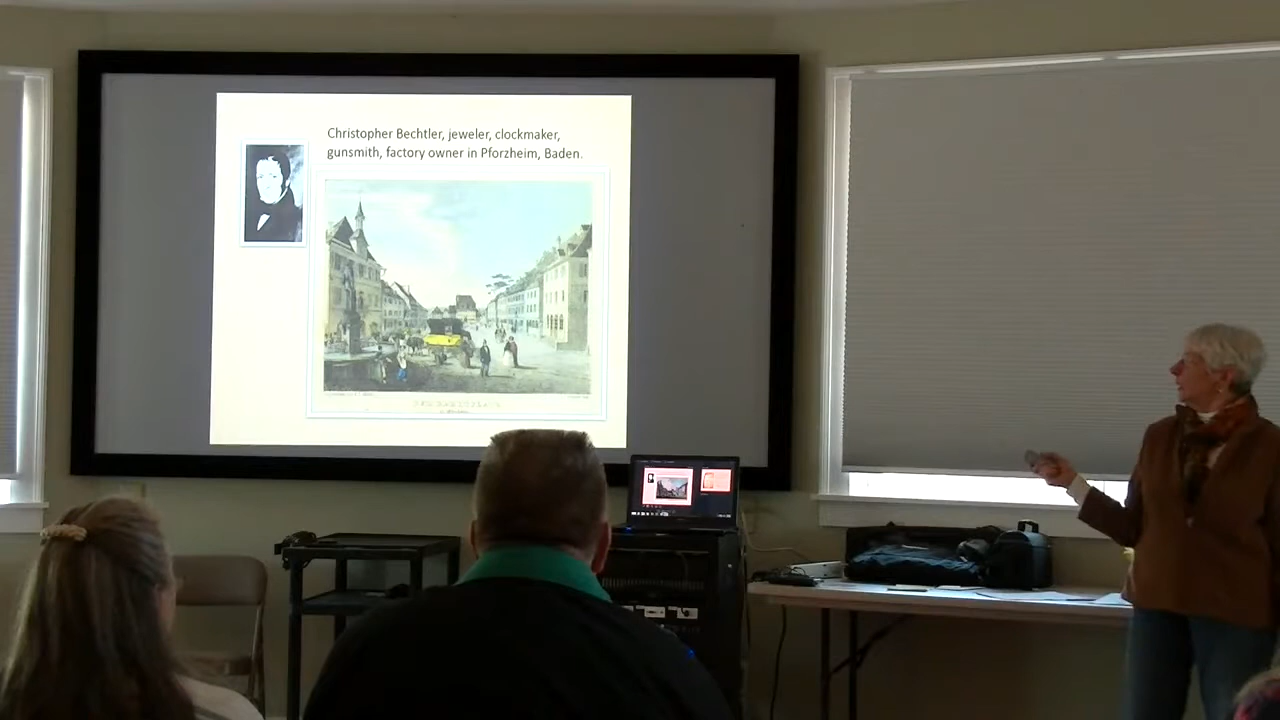 Christopher Bechtler, jeweler, clockmaker,
gunsmith, factory owner in Pforzheim, Baden.